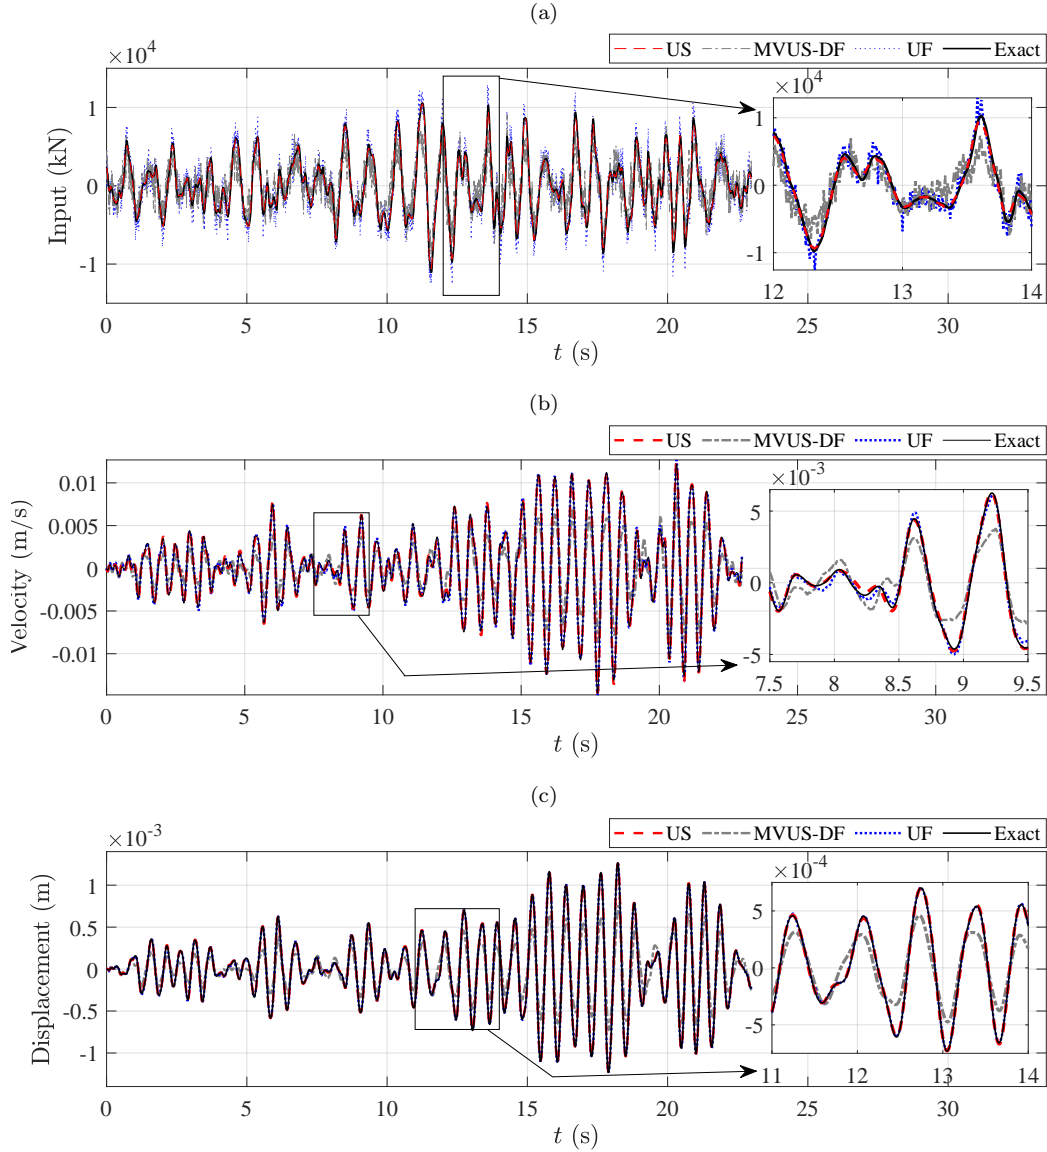 (a)
US MVUS-DF UF Exact
×10⁴
1
0
-1
Input (kN)
×10⁴
1
0
-1
12 13 14
0 5 10 15 20 25 30
t (s)
(b)
US MVUS-DF UF Exact
0.01
0.005
0
-0.005
-0.01
Velocity (m/s)
×10⁻³
5
0
-5
7.5 8 8.5 9 9.5
0 5 10 15 20 25 30
t (s)
(c)
US MVUS-DF UF Exact
×10⁻³
1
0.5
0
-0.5
-1
Displacement (m)
×10⁻⁴
5
0
-5
11 12 13 14
0 5 10 15 20 25 30
t (s)